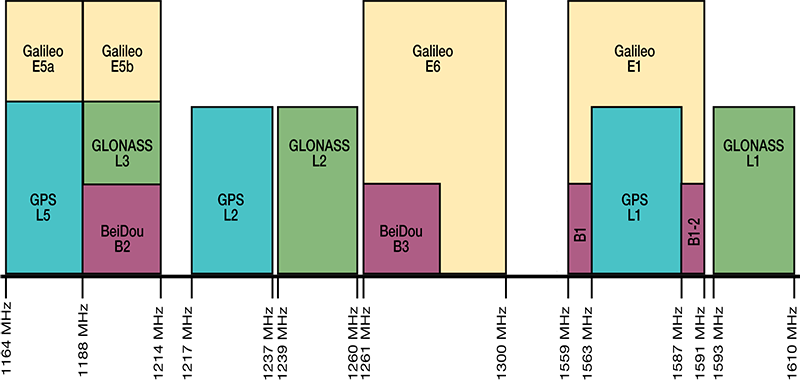 Galileo
E5a
Galileo
E5b
Galileo
E6
Galileo
E1
GPS
L5
GLONASS
L3
BeiDou
B2
GPS
L2
GLONASS
L2
BeiDou
B3
B1
GPS
L1
B1-2
GLONASS
L1
1164 MHz
1188 MHz
1214 MHz
1217 MHz
1237 MHz
1239 MHz
1260 MHz
1261 MHz
1300 MHz
1559 MHz
1563 MHz
1587 MHz
1591 MHz
1593 MHz
1610 MHz